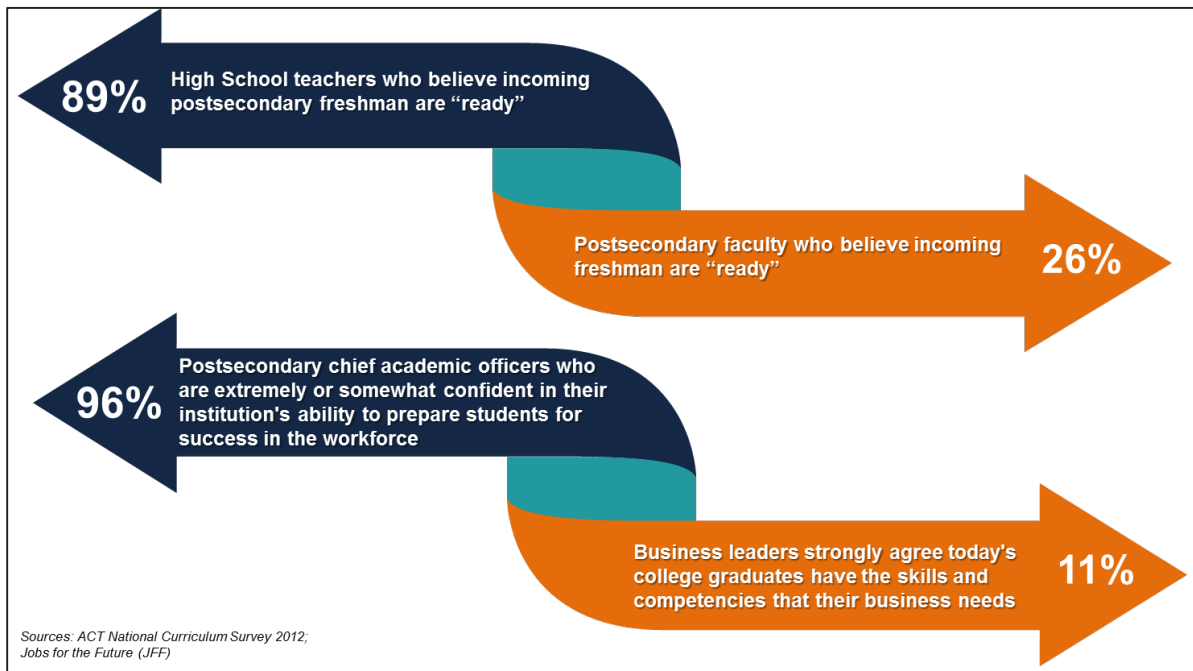 89%
High School teachers who believe incoming
postsecondary freshman are “ready”
Postsecondary faculty who believe incoming
freshman are “ready”
26%
96%
Postsecondary chief academic officers who
are extremely or somewhat confident in their
institution's ability to prepare students for
success in the workforce
Business leaders strongly agree today's
college graduates have the skills and
competencies that their business needs
11%
Sources: ACT National Curriculum Survey 2012;
Jobs for the Future (JFF)